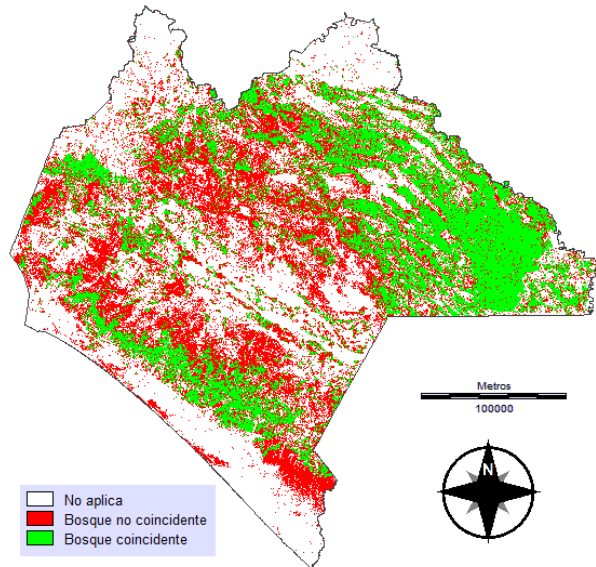 Metros
100000
N
No aplica
Bosque no coincidente
Bosque coincidente